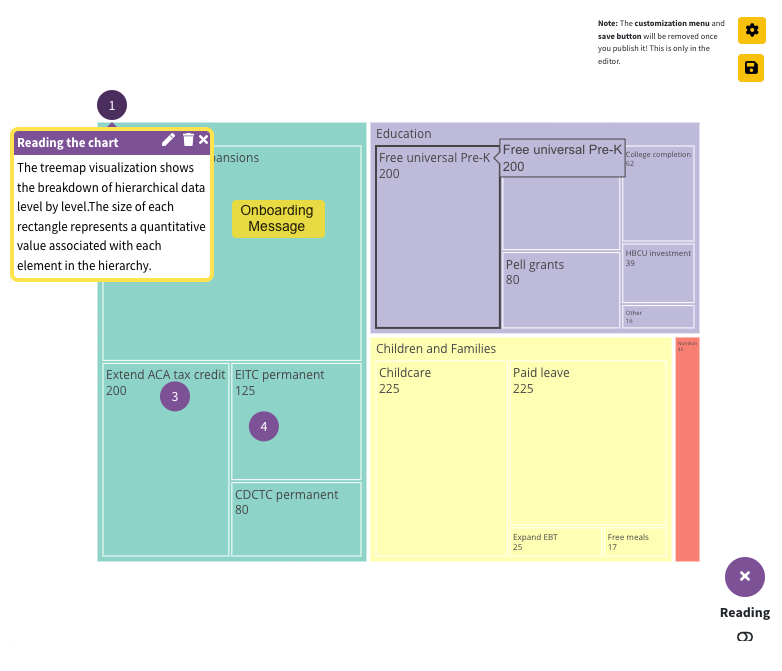 Note: The customization menu and
save button will be removed once
you publish it! This is only in the
editor.
1
Reading the chart
The treemap visualization shows
the breakdown of hierarchical data
level by level.The size of each
rectangle represents a quantitative
value associated with each
element in the hierarchy.
pansions
Onboarding
Message
Extend ACA tax credit
200
3
EITC permanent
125
4
CDCTC permanent
80
Education
Free universal Pre-K
200
Free universal Pre-K
200
College completion
62
Pell grants
80
HBCU investment
39
Other
16
Children and Families
Childcare
225
Paid leave
225
Expand EBT
25
Free meals
17
Nutrition
Reading